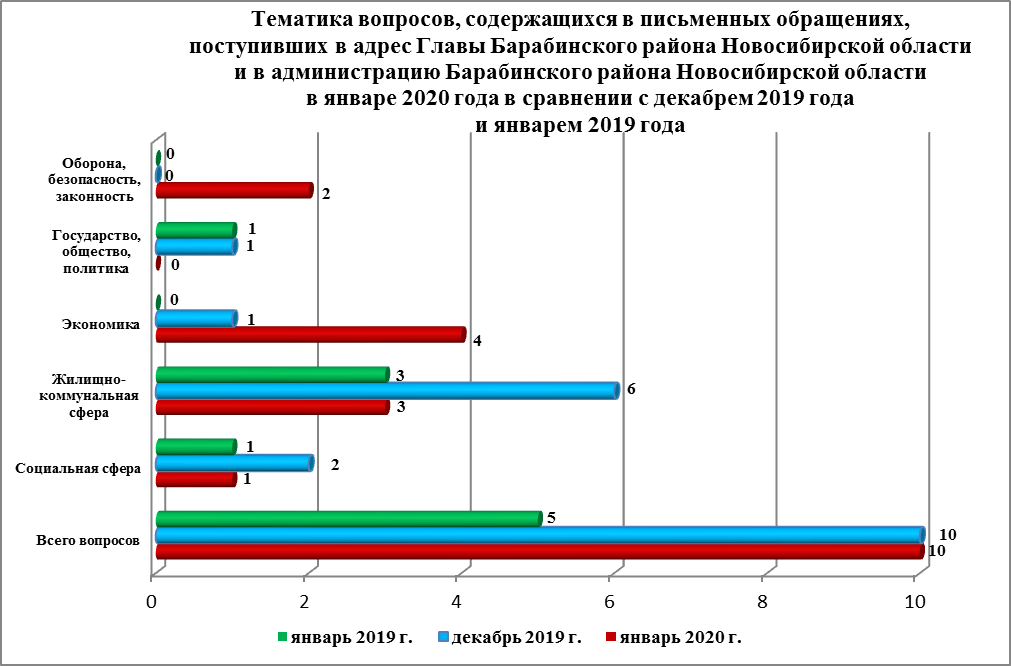 Тематика вопросов, содержащихся в письменных обращениях,
поступивших в адрес Главы Барабинского района Новосибирской области
и в администрацию Барабинского района Новосибирской области
в январе 2020 года в сравнении с декабрем 2019 года
и январем 2019 года
Оборона,
безопасность,
законность
0
0
2
Государство,
общество,
политика
1
1
0
Экономика
0
1
4
Жилищно-
коммунальная
сфера
3
6
3
Социальная сфера
1
2
1
Всего вопросов
5
10
10
0 2 4 6 8 10
январь 2019 г. декабрь 2019 г. январь 2020 г.